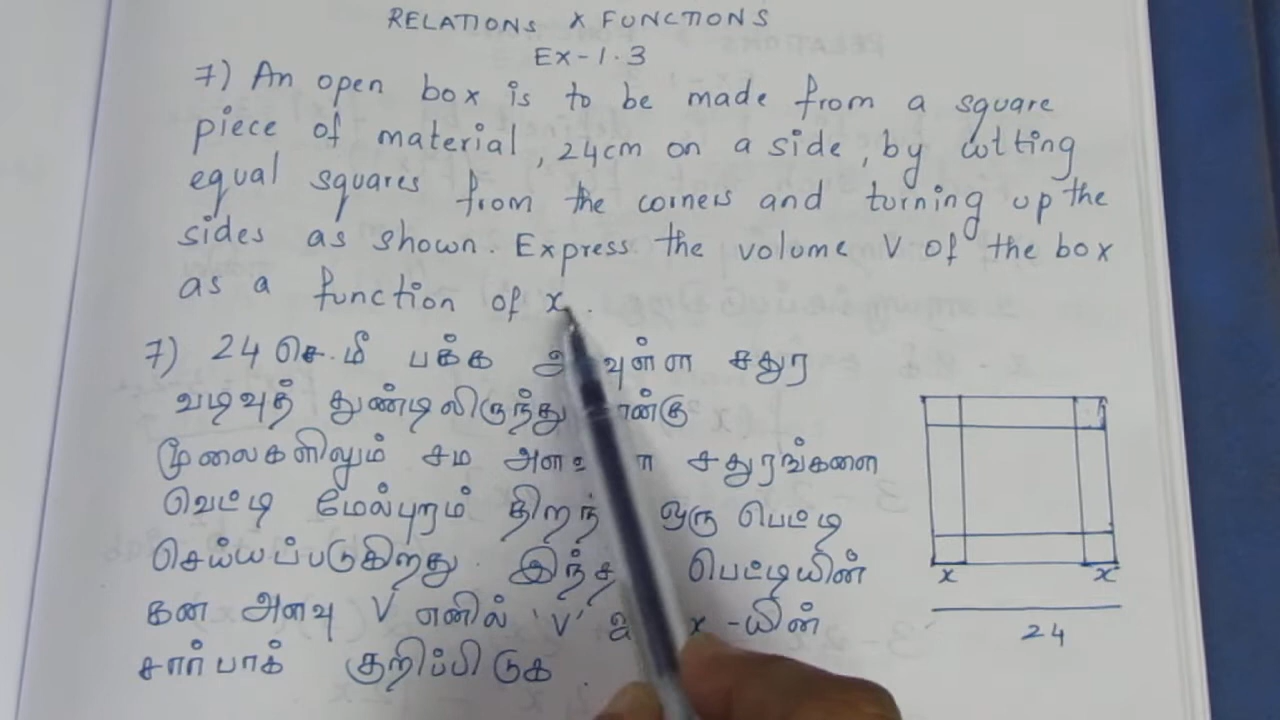 RELATIONS & FUNCTIONS
Ex-1.3
7) An open box is to be made from a square
piece of material, 24cm on a side, by cutting
equal squares from the corners and turning up the
sides as shown. Express the volume V of the box
as a function of x.
7) 24 செ.மீ பக்க அளவுள்ள சதுர
வடிவத் துண்டிலிருந்து நான்கு
மூலைகளிலும் சம சதுரங்களை
வெட்டி மேல்புறம் ஒரு பெட்டி
செய்யப்படுகிறது. இந்த பெட்டியின்
கன அளவு V எனில் 'V' x -யின்
சார்பாக் குறிப்பிடுக.
x x
24